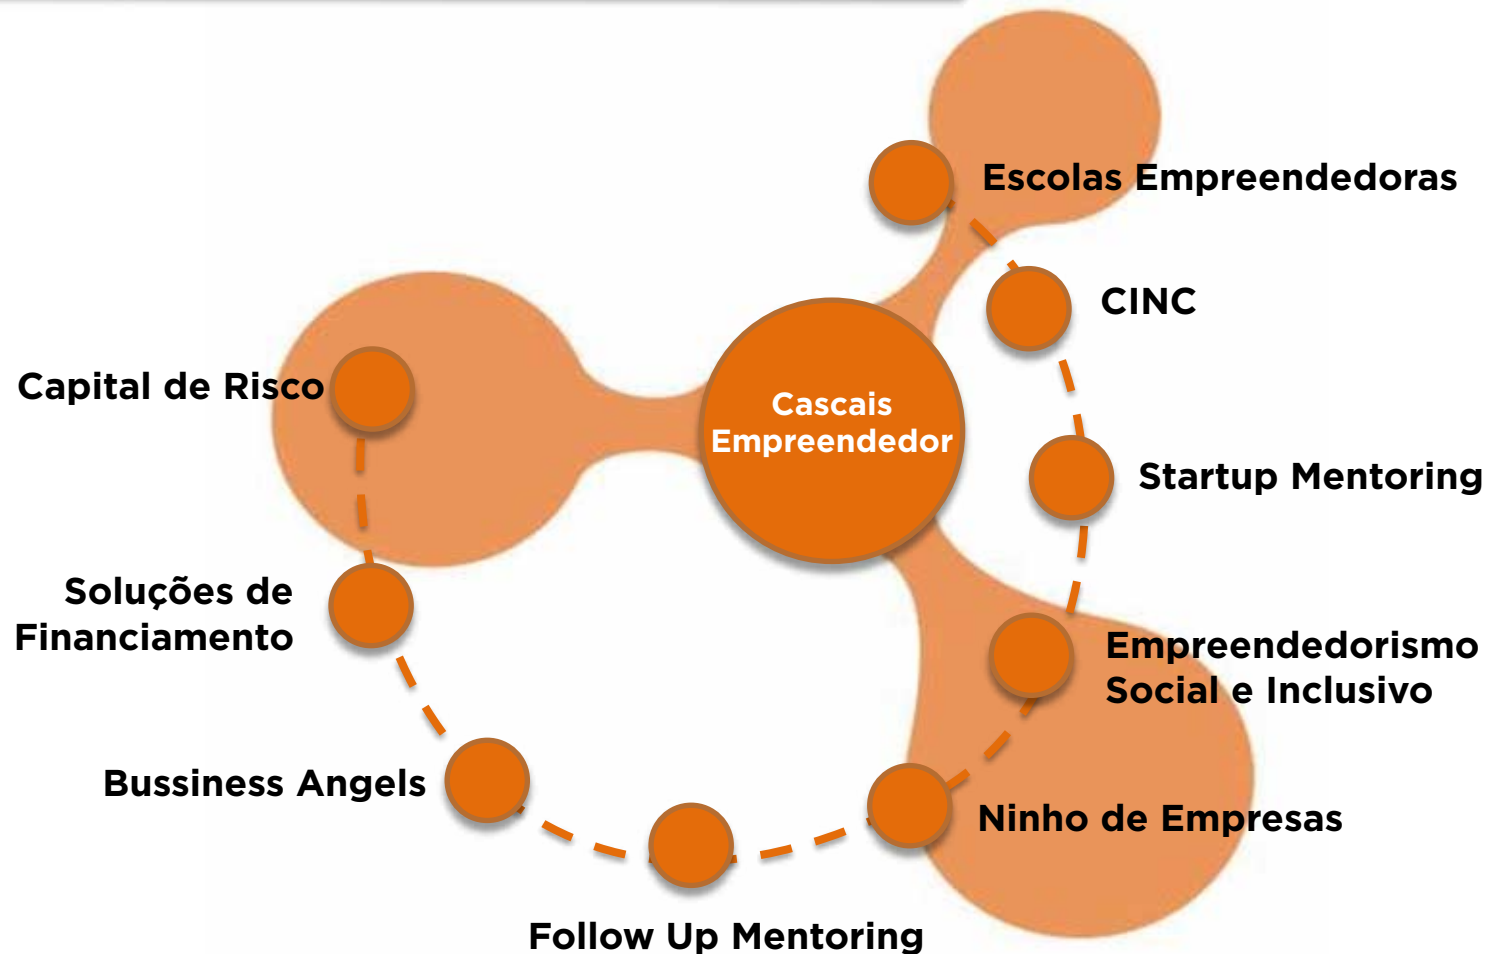 Escolas Empreendedoras
CINC
Capital de Risco
Cascais
Empreendedor
Startup Mentoring
Soluções de
Financiamento
Empreendedorismo
Social e Inclusivo
Bussiness Angels
Ninho de Empresas
Follow Up Mentoring